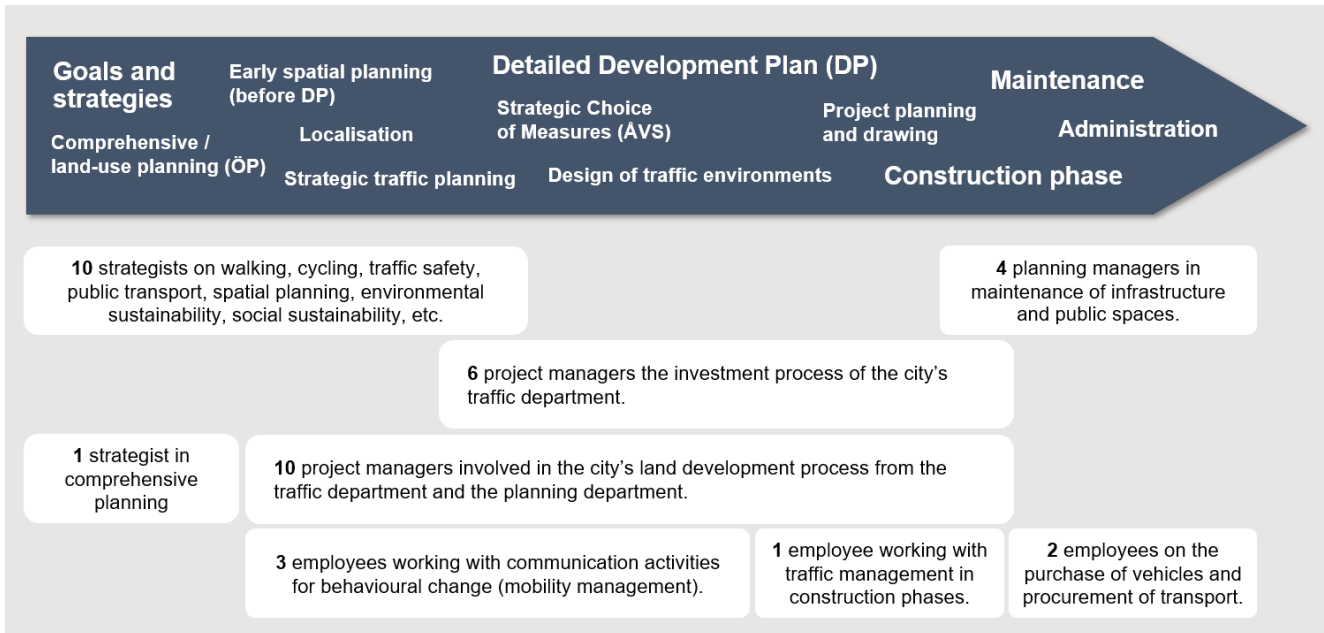 Goals and
strategies
Early spatial planning
(before DP)
Detailed Development Plan (DP)
Maintenance
Comprehensive /
land-use planning (ÖP)
Localisation
Strategic Choice
of Measures (ÅVS)
Project planning
and drawing
Administration
Strategic traffic planning
Design of traffic environments
Construction phase
10 strategists on walking, cycling, traffic safety,
public transport, spatial planning, environmental
sustainability, social sustainability, etc.
4 planning managers in
maintenance of infrastructure
and public spaces.
6 project managers the investment process of the city's
traffic department.
1 strategist in
comprehensive
planning
10 project managers involved in the city's land development process from the
traffic department and the planning department.
3 employees working with communication activities
for behavioural change (mobility management).
1 employee working with
traffic management in
construction phases.
2 employees on the
purchase of vehicles and
procurement of transport.